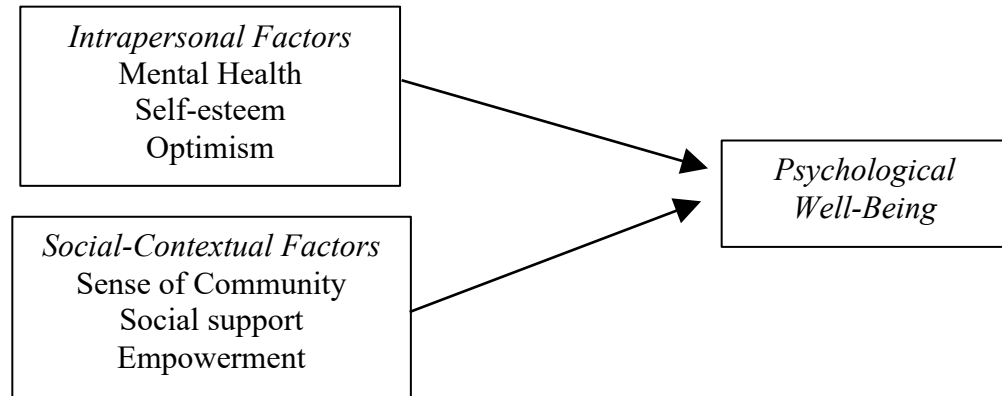 Intrapersonal Factors
Mental Health
Self-esteem
Optimism
Social-Contextual Factors
Sense of Community
Social support
Empowerment
Psychological
Well-Being